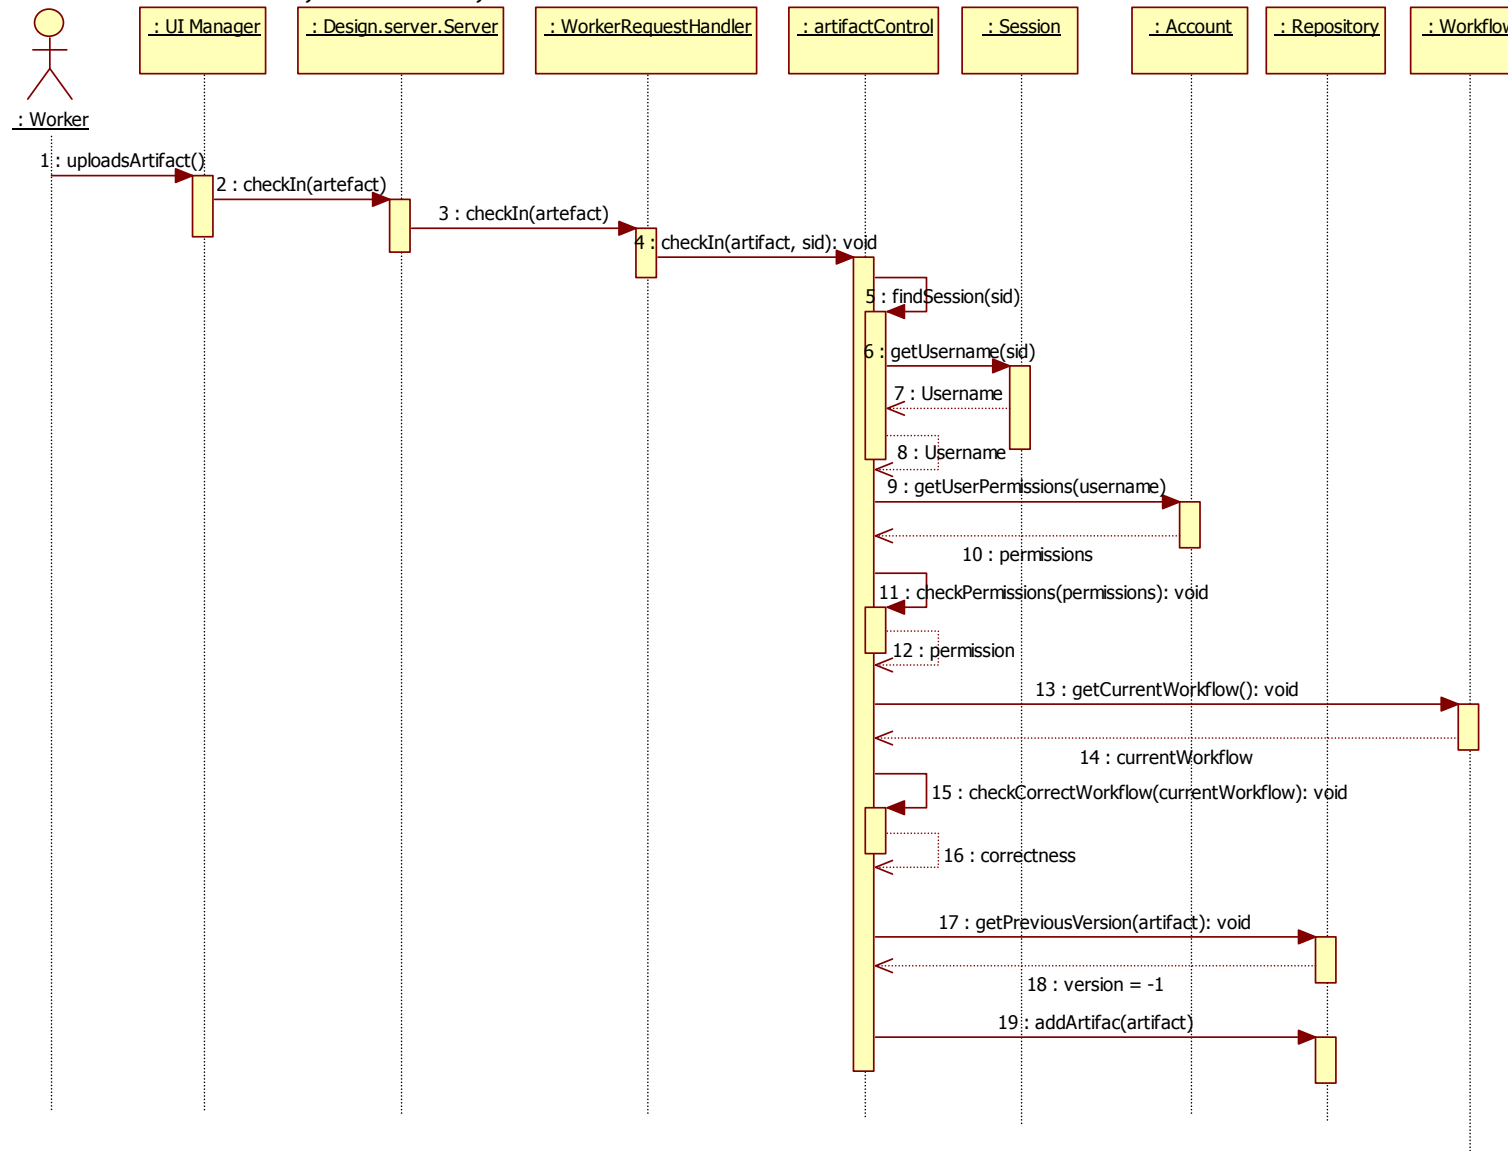 : UI Manager
: Design.server.Server
: WorkerRequestHandler
: artifactControl
: Session
: Account
: Repository
: Workflow
: Worker
1 : uploadsArtifact()
2 : checkIn(artefact)
3 : checkIn(artefact)
4 : checkIn(artifact, sid): void
5 : findSession(sid)
6 : getUsername(sid)
7 : Username
8 : Username
9 : getUserPermissions(username)
10 : permissions
11 : checkPermissions(permissions): void
12 : permission
13 : getCurrentWorkflow(): void
14 : currentWorkflow
15 : checkCorrectWorkflow(currentWorkflow): void
16 : correctness
17 : getPreviousVersion(artifact): void
18 : version = -1
19 : addArtifac(artifact)